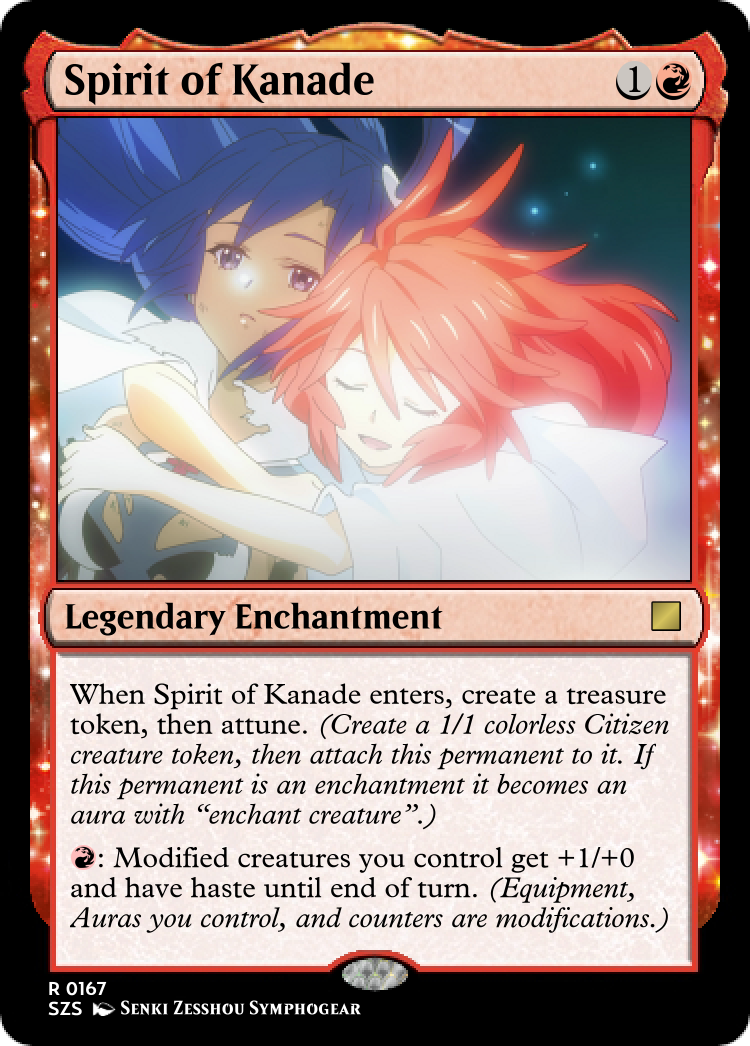 Spirit of Kanade 1
Legendary Enchantment
When Spirit of Kanade enters, create a treasure
token, then attune. (Create a 1/1 colorless Citizen
creature token, then attach this permanent to it. If
this permanent is an enchantment it becomes an
aura with “enchant creature”.)
: Modified creatures you control get +1/+0
and have haste until end of turn. (Equipment,
Auras you control, and counters are modifications.)
R 0167
SZS Senki Zesshou Symphogear